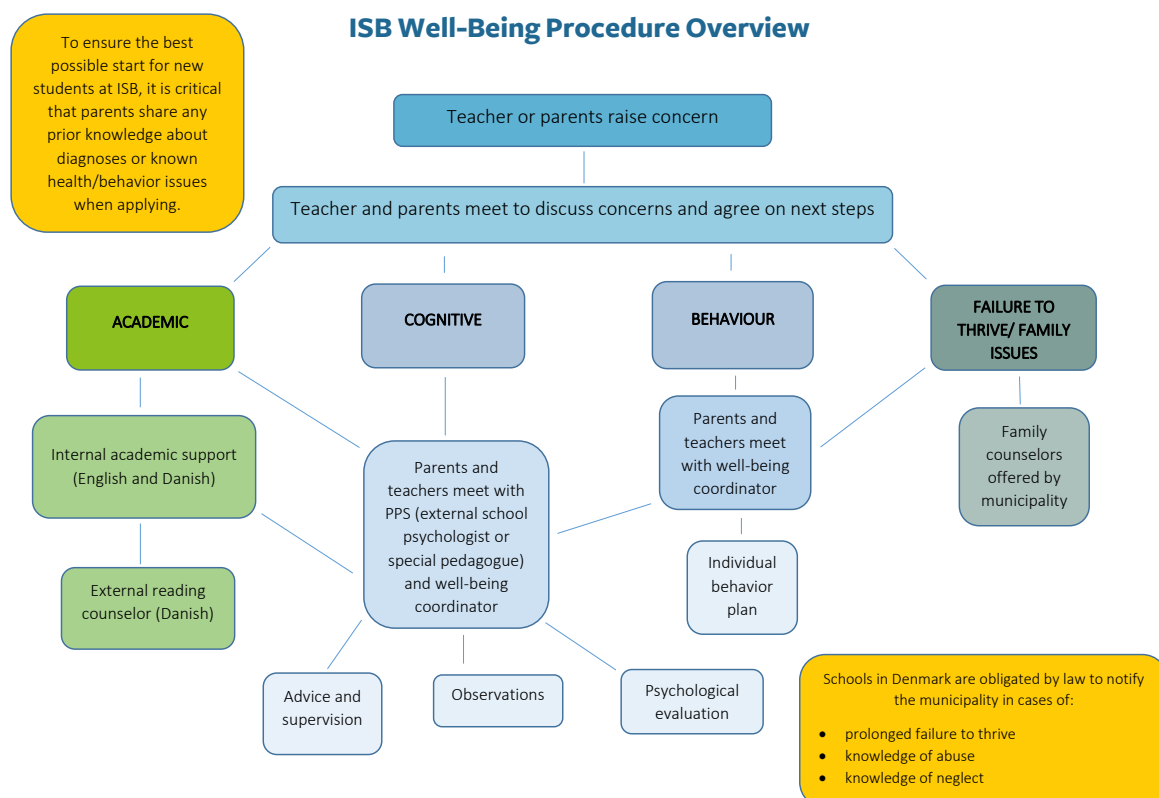 ISB Well-Being Procedure Overview
To ensure the best
possible start for new
students at ISB, it is critical
that parents share any
prior knowledge about
diagnoses or known
health/behavior issues
when applying.
Teacher or parents raise concern
Teacher and parents meet to discuss concerns and agree on next steps
ACADEMIC
COGNITIVE
BEHAVIOUR
FAILURE TO
THRIVE/ FAMILY
ISSUES
Internal academic support
(English and Danish)
Parents and
teachers meet with
PPS (external school
psychologist or
special pedagogue)
and well-being
coordinator
Parents and
teachers meet
with well-being
coordinator
Family
counselors
offered by
municipality
External reading
counselor (Danish)
Individual
behavior
plan
Advice and
supervision
Observations
Psychological
evaluation
Schools in Denmark are obligated by law to notify
the municipality in cases of:
• prolonged failure to thrive
• knowledge of abuse
• knowledge of neglect